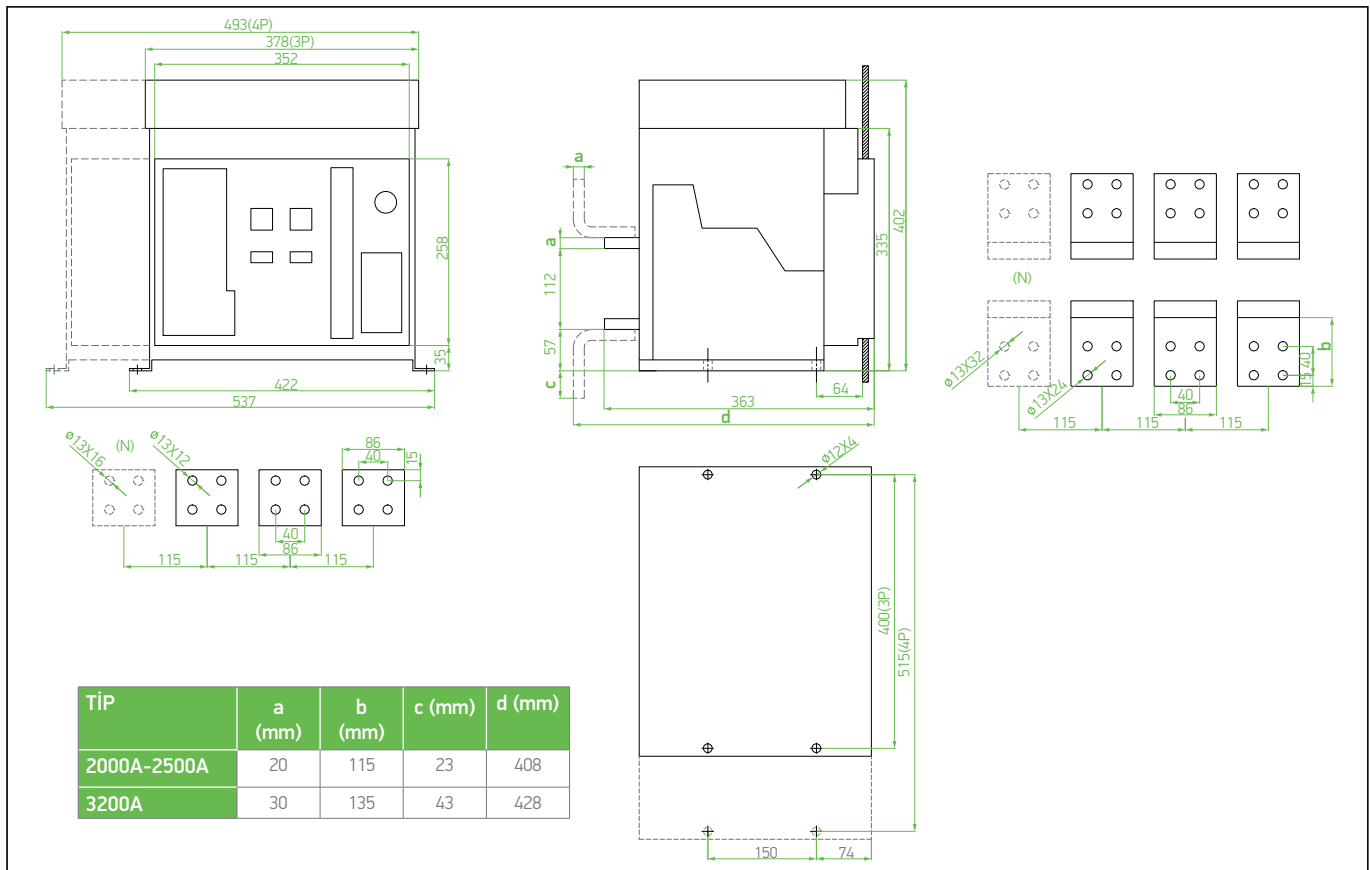 493(4P)
378(3P)
352
258
35
422
537
a
a
112
57
c
335
402
64
363
d
(N)
ø13X32
ø13X24
40
86
115
115
115
15
40
b
ø13X16
(N)
ø13X12
86
40
15
40
86
115
115
115
ø12X4
400(3P)
515(4P)
150
74
TİP
a (mm)
b (mm)
c (mm)
d (mm)
2000A-2500A
20
115
23
408
3200A
30
135
43
428